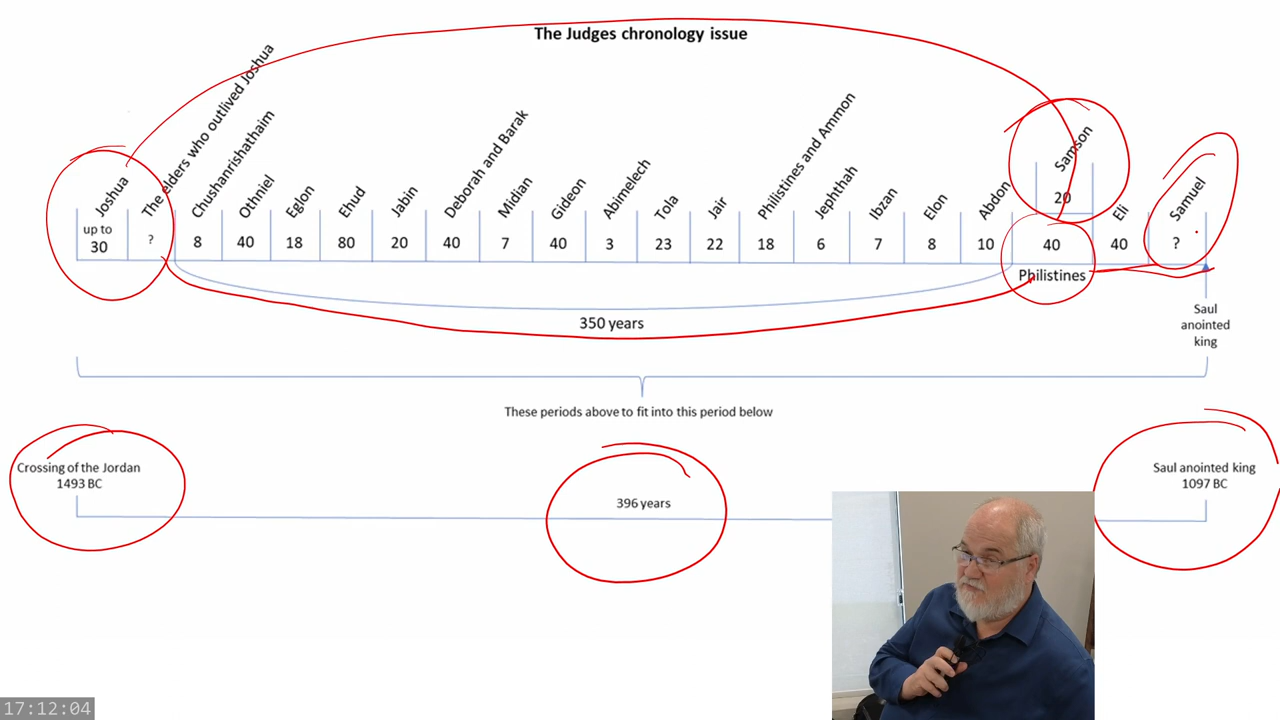 The Judges chronology issue
Joshua
The elders who outlived Joshua
Chushanrishathaim
Othniel
Eglon
Ehud
Jabin
Deborah and Barak
Midian
Gideon
Abimelech
Tola
Jair
Philistines and Ammon
Jephthah
Ibzan
Elon
Abdon
Samson
Eli
Samuel
20
up to
30 ? 8 40 18 80 20 40 7 40 3 23 22 18 6 7 8 10 40 40 ?
Philistines
350 years
Saul
anointed
king
These periods above to fit into this period below
Crossing of the Jordan
1493 BC
396 years
Saul anointed king
1097 BC
17:12:04